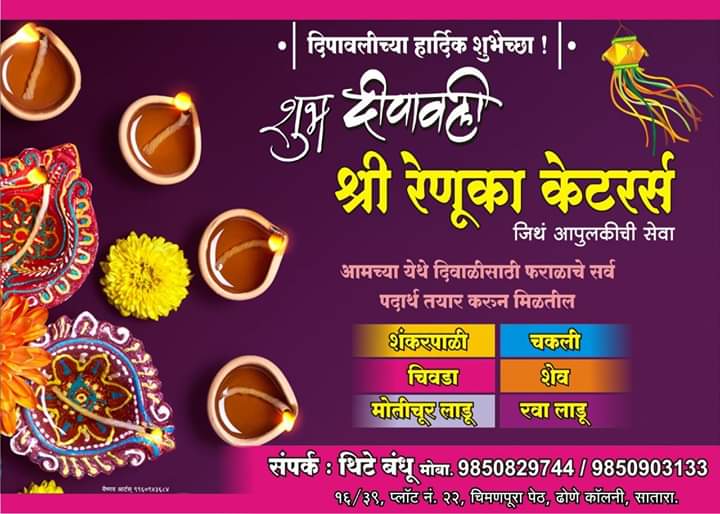 दिपावलीच्या हार्दिक शुभेच्छा !
शुभ दीपावली
श्री रेणूका केटरर्स
जिथं आपुलकीची सेवा
आमच्या येथे दिवाळीसाठी फराळाचे सर्व
पदार्थ तयार करुन मिळतील
शंकरपाळी चकली
चिवडा शेव
मोतीचूर लाडू रवा लाडू
संपर्क : थिटे बंधू मोबा. 9850829744 / 9850903133
१६/३९, प्लॉट नं. २२, चिमणपूरा पेठ, ढोणे कॉलनी, सातारा.